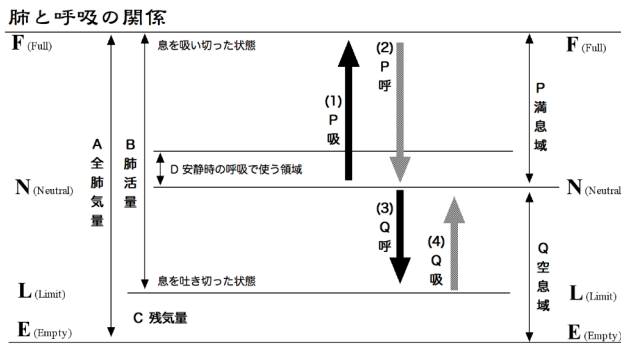 肺と呼吸の関係
F (Full)
息を吸い切った状態
(2)
P
呼
F (Full)
(1)
P
吸
P
満
息
域
A
全
肺
気
量
B
肺
活
量
D 安静時の呼吸で使う領域
N (Neutral)
N (Neutral)
(3)
Q
呼
(4)
Q
吸
Q
空
息
域
息を吐き切った状態
L (Limit)
L (Limit)
C 残気量
E (Empty)
E (Empty)